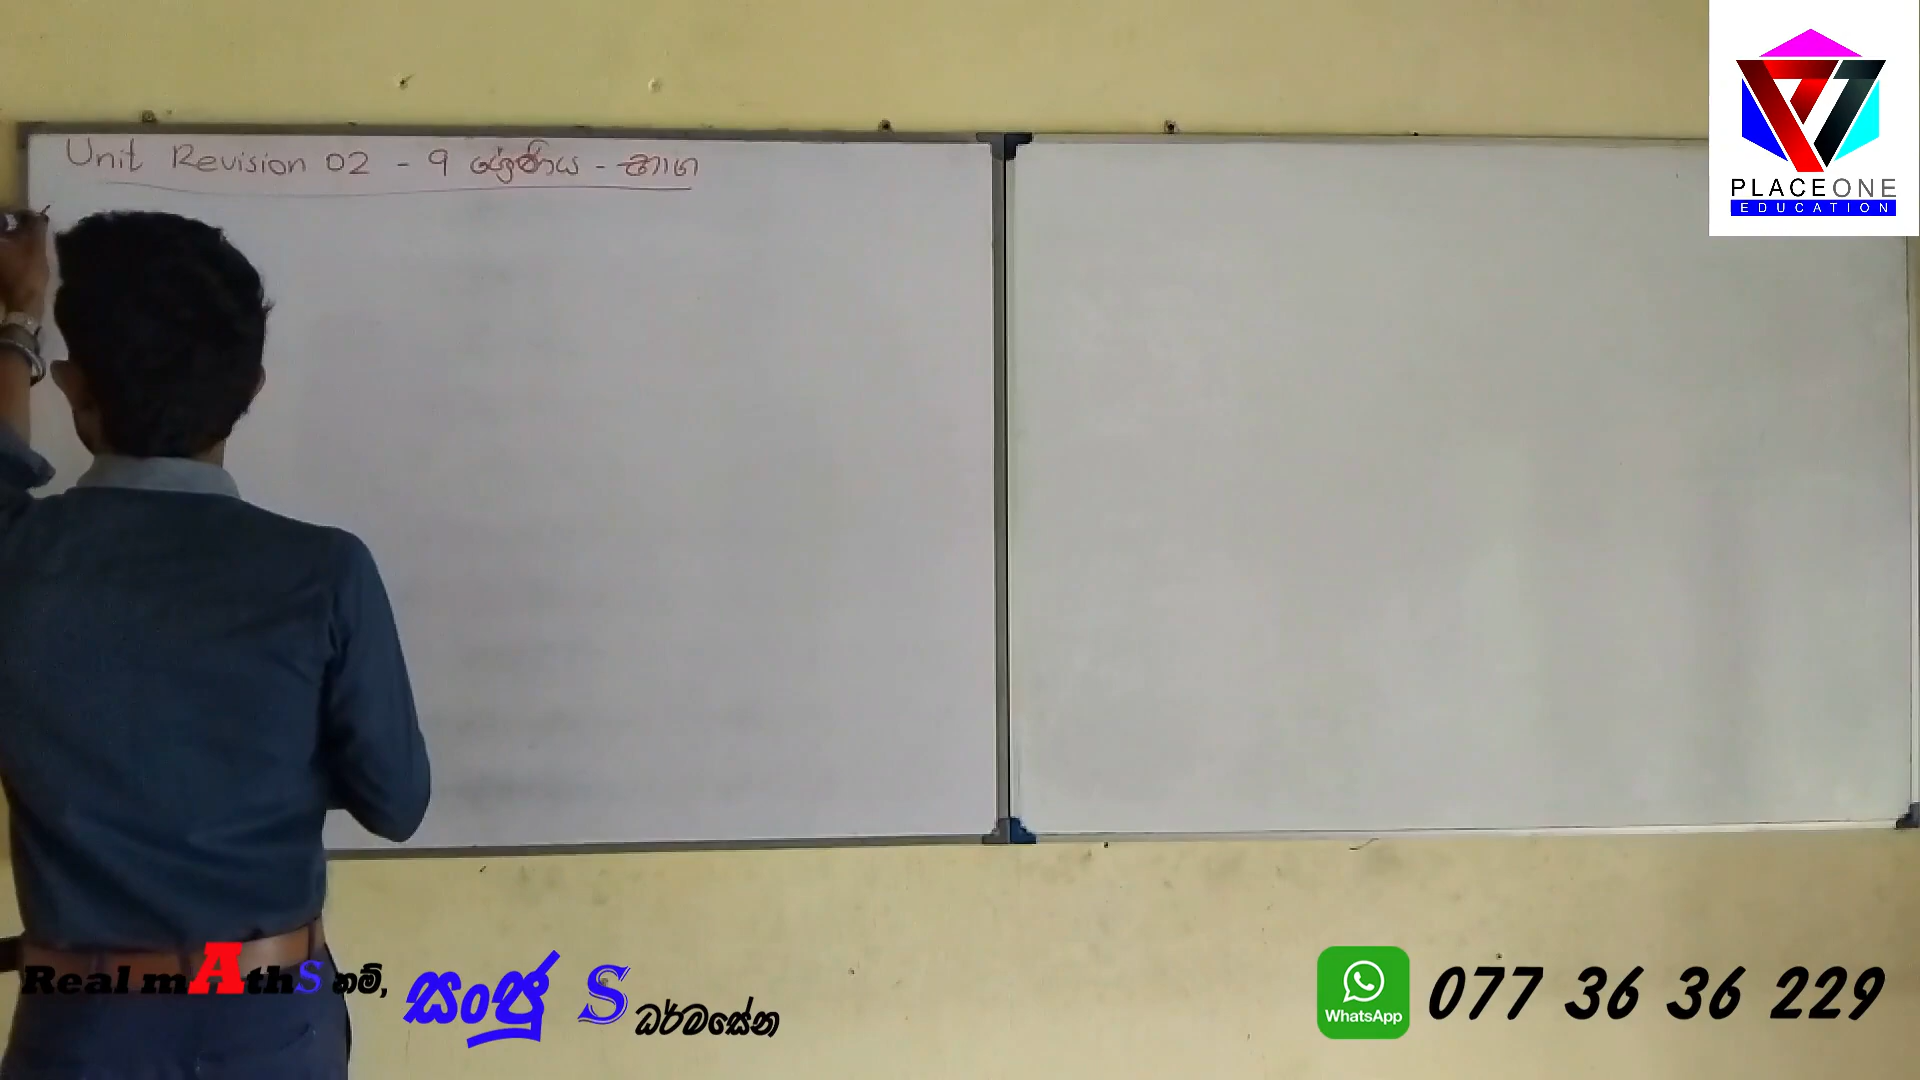 Unit Revision 02 - 9 ශ්‍රේණිය - භාග
PLACEONE
EDUCATION
Real mAthS නම්, සංජු S ධර්මසේන
WhatsApp 077 36 36 229